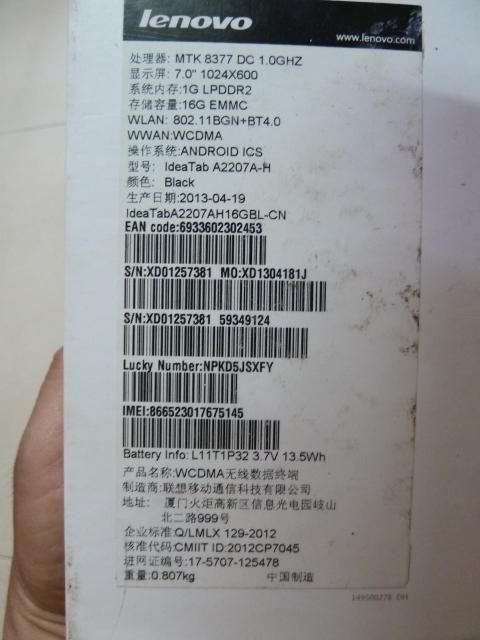 lenovo
www.lenovo.com
处理器: MTK 8377 DC 1.0GHZ
显示屏: 7.0" 1024X600
系统内存:1G LPDDR2
存储容量:16G EMMC
WLAN: 802.11BGN+BT4.0
WWAN:WCDMA
操作系统:ANDROID ICS
型号: IdeaTab A2207A-H
颜色: Black
生产日期:2013-04-19
IdeaTabA2207AH16GBL-CN
EAN code:6933602302453
S/N:XD01257381 MO:XD1304181J
S/N:XD01257381 59349124
Lucky Number:NPKD5JSXFY
IMEI:866523017675145
Battery Info: L11T1P32 3.7V 13.5Wh
产品名称:WCDMA无线数据终端
制造商:联想移动通信科技有限公司
地址: 厦门火炬高新区信息光电园岐山
北二路999号
企业标准:Q/LMLX 129-2012
核准代码:CMIIT ID:2012CP7045
进网证编号:17-5707-125478
重量:0.807kg 中国制造
149500278 DH